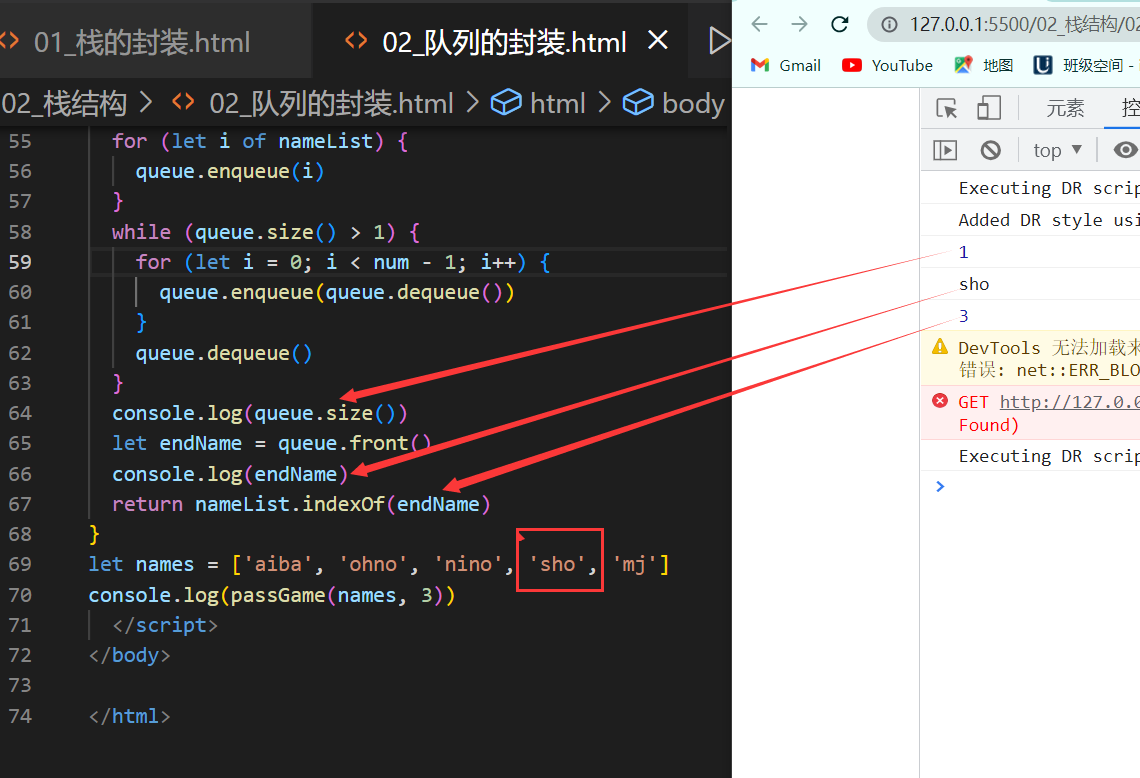 01_栈的封装.html
02_队列的封装.html
02_栈结构 > 02_队列的封装.html > html > body
55 for (let i of nameList) {
56 queue.enqueue(i)
57 }
58 while (queue.size() > 1) {
59 for (let i = 0; i < num - 1; i++) {
60 queue.enqueue(queue.dequeue())
61 }
62 queue.dequeue()
63 }
64 console.log(queue.size())
65 let endName = queue.front()
66 console.log(endName)
67 return nameList.indexOf(endName)
68 }
69 let names = ['aiba', 'ohno', 'nino', 'sho', 'mj']
70 console.log(passGame(names, 3))
71 </script>
72 </body>
73
74 </html>
127.0.0.1:5500/02_栈结构/02
Gmail YouTube 地图 班级空间 -
元素 控
top
Executing DR scrip
Added DR style usi
1
sho
3
DevTools 无法加载来
错误: net::ERR_BLO
GET http://127.0.0
Found)
Executing DR scrip